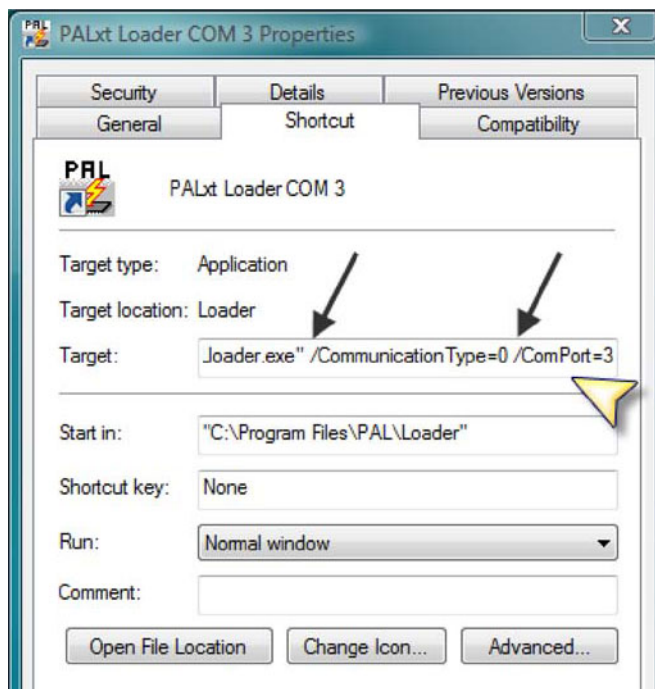 PAL PALxt Loader COM 3 Properties X
Security Details Previous Versions
General Shortcut Compatibility
PAL
PALxt Loader COM 3
Target type: Application
Target location: Loader
Target: .loader.exe" /CommunicationType=0 /ComPort=3
Start in: "C:\Program Files\PAL\Loader"
Shortcut key: None
Run: Normal window
Comment:
Open File Location Change Icon... Advanced...